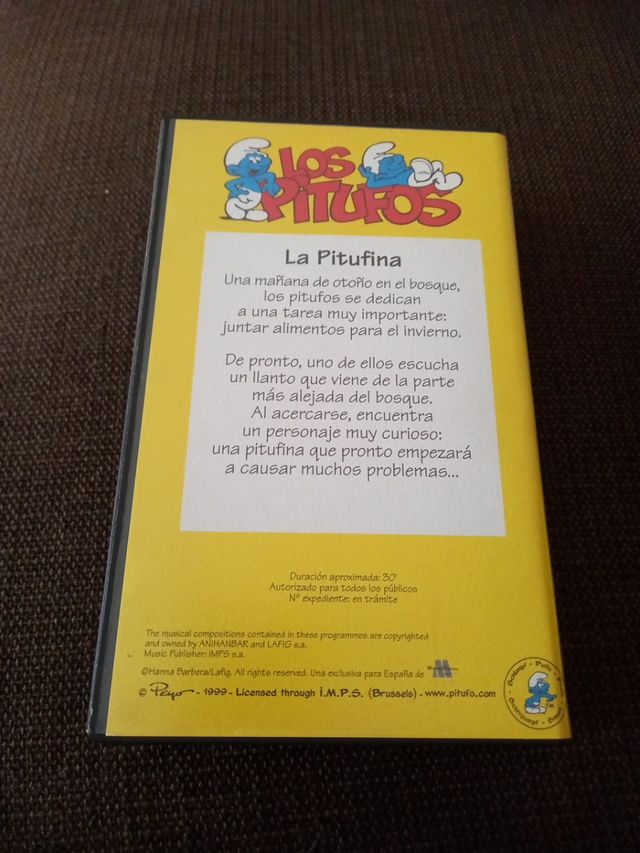 LOS
PITUFOS
La Pitufina
Una mañana de otoño en el bosque,
los pitufos se dedican
a una tarea muy importante:
juntar alimentos para el invierno.
De pronto, uno de ellos escucha
un llanto que viene de la parte
más alejada del bosque.
Al acercarse, encuentra
un personaje muy curioso:
una pitufina que pronto empezará
a causar muchos problemas...
Duración aproximada: 30'
Autorizado para todos los públicos
Nº expediente: en trámite
The musical compositions contained in these programmes are copyrighted
and owned by ANIHANBAR and LAFIG s.a.
Music Publisher: IMPS s.a.
©Hanna Barbera/Lafig. All rights reserved. Una exclusiva para España de
© Peyo - 1999 - Licensed through I.M.P.S. (Brussels) - www.pitufo.com
Schlumpf - Puffo -
Schtroumpf -
TM